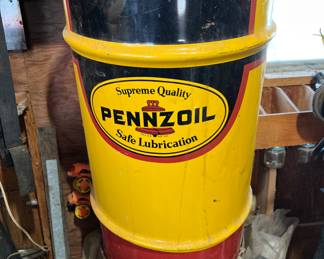 Supreme Quality
PENNZOIL
Safe Lubrication